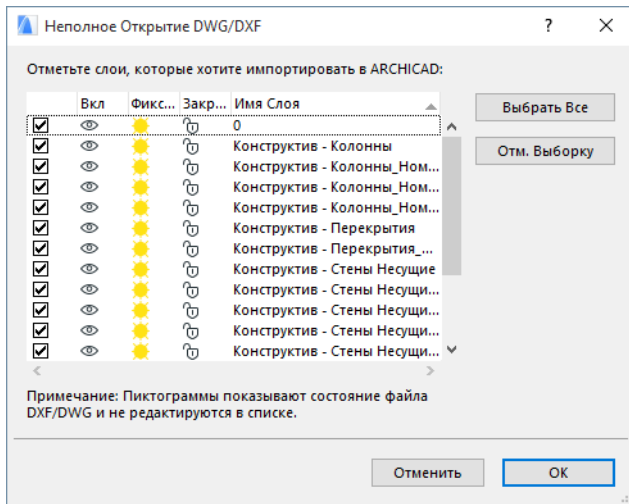 Неполное Открытие DWG/DXF
Отметьте слои, которые хотите импортировать в ARCHICAD:
Вкл Фикс... Закр... Имя Слоя
0
Конструктив - Колонны
Конструктив - Колонны_Ном...
Конструктив - Колонны_Ном...
Конструктив - Колонны_Ном...
Конструктив - Перекрытия
Конструктив - Перекрытия_...
Конструктив - Стены Несущие
Конструктив - Стены Несущи...
Конструктив - Стены Несущи...
Конструктив - Стены Несущи...
Конструктив - Стены Несущи...
Выбрать Все
Отм. Выборку
Примечание: Пиктограммы показывают состояние файла
DXF/DWG и не редактируются в списке.
Отменить
OK